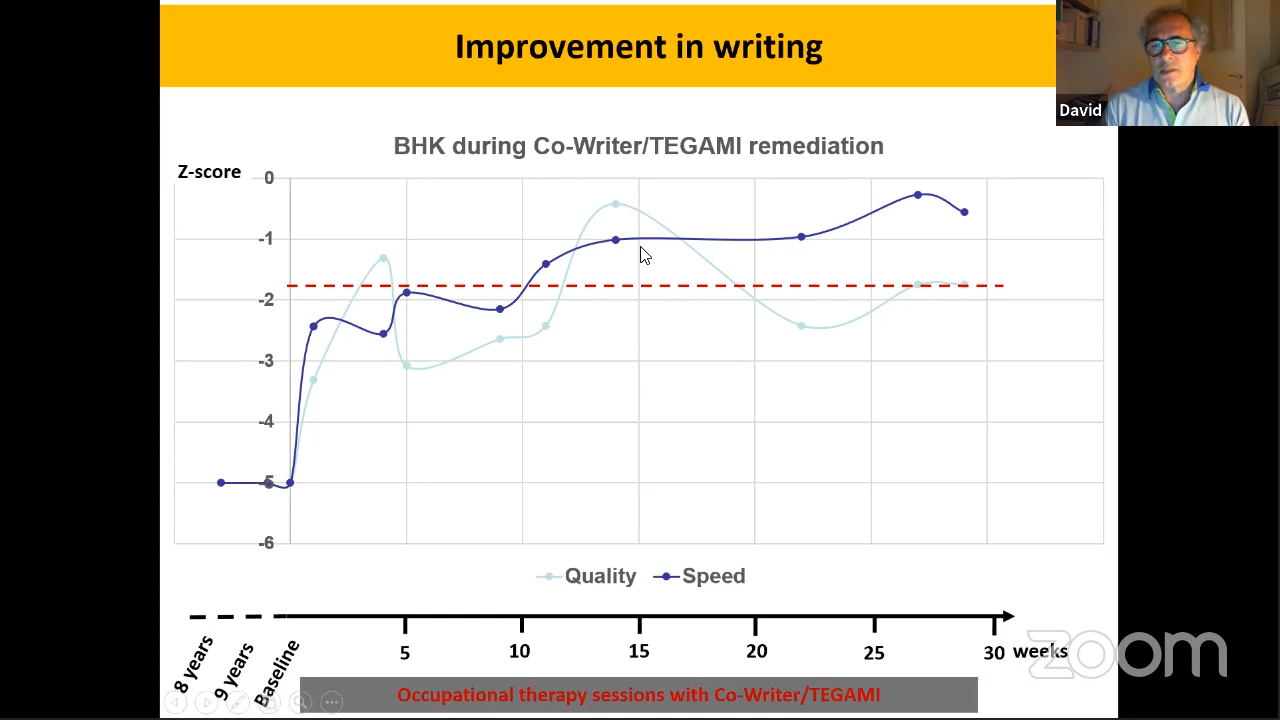 Improvement in writing
David
BHK during Co-Writer/TEGAMI remediation
Z-score
0
-1
-2
-3
-4
-5
-6
Quality
Speed
5
10
15
20
25
30
weeks
8 years
9 years
Baseline
zoom
Occupational therapy sessions with Co-Writer/TEGAMI